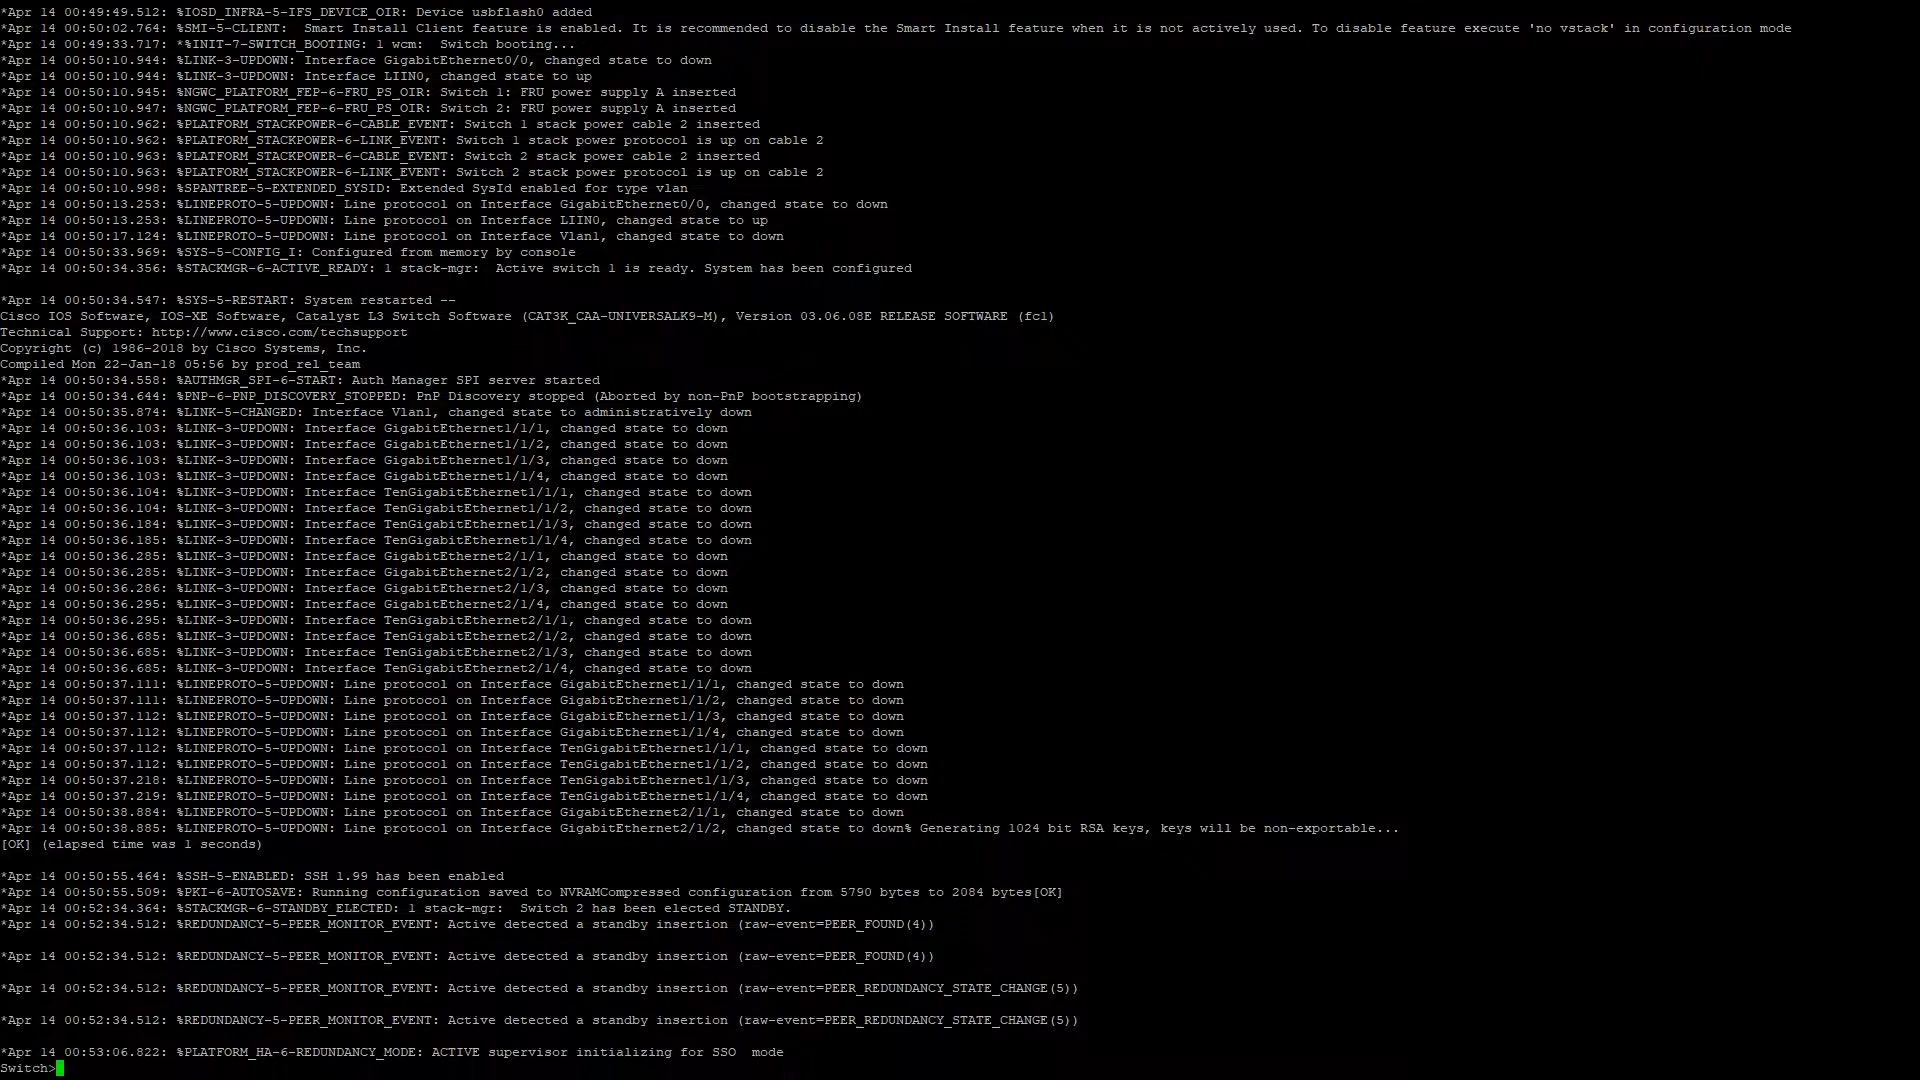 *Apr 14 00:49:49.512: %IOSD_INFRA-5-IFS_DEVICE_OIR: Device usbflash0 added
*Apr 14 00:50:02.764: %SMI-5-CLIENT:  Smart Install Client feature is enabled. It is recommended to disable the Smart Install feature when it is not actively used. To disable feature execute 'no vstack' in configuration mode
*Apr 14 00:49:33.717: *%INIT-7-SWITCH_BOOTING: 1 wcm:  Switch booting...
*Apr 14 00:50:10.944: %LINK-3-UPDOWN: Interface GigabitEthernet0/0, changed state to down
*Apr 14 00:50:10.944: %LINK-3-UPDOWN: Interface LIIN0, changed state to up
*Apr 14 00:50:10.945: %NGWC_PLATFORM_FEP-6-FRU_PS_OIR: Switch 1: FRU power supply A inserted
*Apr 14 00:50:10.947: %NGWC_PLATFORM_FEP-6-FRU_PS_OIR: Switch 2: FRU power supply A inserted
*Apr 14 00:50:10.962: %PLATFORM_STACKPOWER-6-CABLE_EVENT: Switch 1 stack power cable 2 inserted
*Apr 14 00:50:10.962: %PLATFORM_STACKPOWER-6-LINK_EVENT: Switch 1 stack power protocol is up on cable 2
*Apr 14 00:50:10.963: %PLATFORM_STACKPOWER-6-CABLE_EVENT: Switch 2 stack power cable 2 inserted
*Apr 14 00:50:10.963: %PLATFORM_STACKPOWER-6-LINK_EVENT: Switch 2 stack power protocol is up on cable 2
*Apr 14 00:50:10.998: %SPANTREE-5-EXTENDED_SYSID: Extended SysId enabled for type vlan
*Apr 14 00:50:13.253: %LINEPROTO-5-UPDOWN: Line protocol on Interface GigabitEthernet0/0, changed state to down
*Apr 14 00:50:13.253: %LINEPROTO-5-UPDOWN: Line protocol on Interface LIIN0, changed state to up
*Apr 14 00:50:17.124: %LINEPROTO-5-UPDOWN: Line protocol on Interface Vlan1, changed state to down
*Apr 14 00:50:33.969: %SYS-5-CONFIG_I: Configured from memory by console
*Apr 14 00:50:34.356: %STACKMGR-6-ACTIVE_READY: 1 stack-mgr:  Active switch 1 is ready. System has been configured
*Apr 14 00:50:34.547: %SYS-5-RESTART: System restarted --
Cisco IOS Software, IOS-XE Software, Catalyst L3 Switch Software (CAT3K_CAA-UNIVERSALK9-M), Version 03.06.08E RELEASE SOFTWARE (fc1)
Technical Support: http://www.cisco.com/techsupport
Copyright (c) 1986-2018 by Cisco Systems, Inc.
Compiled Mon 22-Jan-18 05:56 by prod_rel_team
*Apr 14 00:50:34.558: %AUTHMGR_SPI-6-START: Auth Manager SPI server started
*Apr 14 00:50:34.644: %PNP-6-PNP_DISCOVERY_STOPPED: PnP Discovery stopped (Aborted by non-PnP bootstrapping)
*Apr 14 00:50:35.874: %LINK-5-CHANGED: Interface Vlan1, changed state to administratively down
*Apr 14 00:50:36.103: %LINK-3-UPDOWN: Interface GigabitEthernet1/1/1, changed state to down
*Apr 14 00:50:36.103: %LINK-3-UPDOWN: Interface GigabitEthernet1/1/2, changed state to down
*Apr 14 00:50:36.103: %LINK-3-UPDOWN: Interface GigabitEthernet1/1/3, changed state to down
*Apr 14 00:50:36.103: %LINK-3-UPDOWN: Interface GigabitEthernet1/1/4, changed state to down
*Apr 14 00:50:36.104: %LINK-3-UPDOWN: Interface TenGigabitEthernet1/1/1, changed state to down
*Apr 14 00:50:36.104: %LINK-3-UPDOWN: Interface TenGigabitEthernet1/1/2, changed state to down
*Apr 14 00:50:36.184: %LINK-3-UPDOWN: Interface TenGigabitEthernet1/1/3, changed state to down
*Apr 14 00:50:36.185: %LINK-3-UPDOWN: Interface TenGigabitEthernet1/1/4, changed state to down
*Apr 14 00:50:36.285: %LINK-3-UPDOWN: Interface GigabitEthernet2/1/1, changed state to down
*Apr 14 00:50:36.285: %LINK-3-UPDOWN: Interface GigabitEthernet2/1/2, changed state to down
*Apr 14 00:50:36.286: %LINK-3-UPDOWN: Interface GigabitEthernet2/1/3, changed state to down
*Apr 14 00:50:36.295: %LINK-3-UPDOWN: Interface GigabitEthernet2/1/4, changed state to down
*Apr 14 00:50:36.295: %LINK-3-UPDOWN: Interface TenGigabitEthernet2/1/1, changed state to down
*Apr 14 00:50:36.685: %LINK-3-UPDOWN: Interface TenGigabitEthernet2/1/2, changed state to down
*Apr 14 00:50:36.685: %LINK-3-UPDOWN: Interface TenGigabitEthernet2/1/3, changed state to down
*Apr 14 00:50:36.685: %LINK-3-UPDOWN: Interface TenGigabitEthernet2/1/4, changed state to down
*Apr 14 00:50:37.111: %LINEPROTO-5-UPDOWN: Line protocol on Interface GigabitEthernet1/1/1, changed state to down
*Apr 14 00:50:37.111: %LINEPROTO-5-UPDOWN: Line protocol on Interface GigabitEthernet1/1/2, changed state to down
*Apr 14 00:50:37.112: %LINEPROTO-5-UPDOWN: Line protocol on Interface GigabitEthernet1/1/3, changed state to down
*Apr 14 00:50:37.112: %LINEPROTO-5-UPDOWN: Line protocol on Interface GigabitEthernet1/1/4, changed state to down
*Apr 14 00:50:37.112: %LINEPROTO-5-UPDOWN: Line protocol on Interface TenGigabitEthernet1/1/1, changed state to down
*Apr 14 00:50:37.112: %LINEPROTO-5-UPDOWN: Line protocol on Interface TenGigabitEthernet1/1/2, changed state to down
*Apr 14 00:50:37.218: %LINEPROTO-5-UPDOWN: Line protocol on Interface TenGigabitEthernet1/1/3, changed state to down
*Apr 14 00:50:37.219: %LINEPROTO-5-UPDOWN: Line protocol on Interface TenGigabitEthernet1/1/4, changed state to down
*Apr 14 00:50:38.884: %LINEPROTO-5-UPDOWN: Line protocol on Interface GigabitEthernet2/1/1, changed state to down
*Apr 14 00:50:38.885: %LINEPROTO-5-UPDOWN: Line protocol on Interface GigabitEthernet2/1/2, changed state to down% Generating 1024 bit RSA keys, keys will be non-exportable...
[OK] (elapsed time was 1 seconds)
*Apr 14 00:50:55.464: %SSH-5-ENABLED: SSH 1.99 has been enabled
*Apr 14 00:50:55.509: %PKI-6-AUTOSAVE: Running configuration saved to NVRAMCompressed configuration from 5790 bytes to 2084 bytes[OK]
*Apr 14 00:52:34.364: %STACKMGR-6-STANDBY_ELECTED: 1 stack-mgr:  Switch 2 has been elected STANDBY.
*Apr 14 00:52:34.512: %REDUNDANCY-5-PEER_MONITOR_EVENT: Active detected a standby insertion (raw-event=PEER_FOUND(4))
*Apr 14 00:52:34.512: %REDUNDANCY-5-PEER_MONITOR_EVENT: Active detected a standby insertion (raw-event=PEER_FOUND(4))
*Apr 14 00:52:34.512: %REDUNDANCY-5-PEER_MONITOR_EVENT: Active detected a standby insertion (raw-event=PEER_REDUNDANCY_STATE_CHANGE(5))
*Apr 14 00:52:34.512: %REDUNDANCY-5-PEER_MONITOR_EVENT: Active detected a standby insertion (raw-event=PEER_REDUNDANCY_STATE_CHANGE(5))
*Apr 14 00:53:06.822: %PLATFORM_HA-6-REDUNDANCY_MODE: ACTIVE supervisor initializing for SSO  mode
Switch>